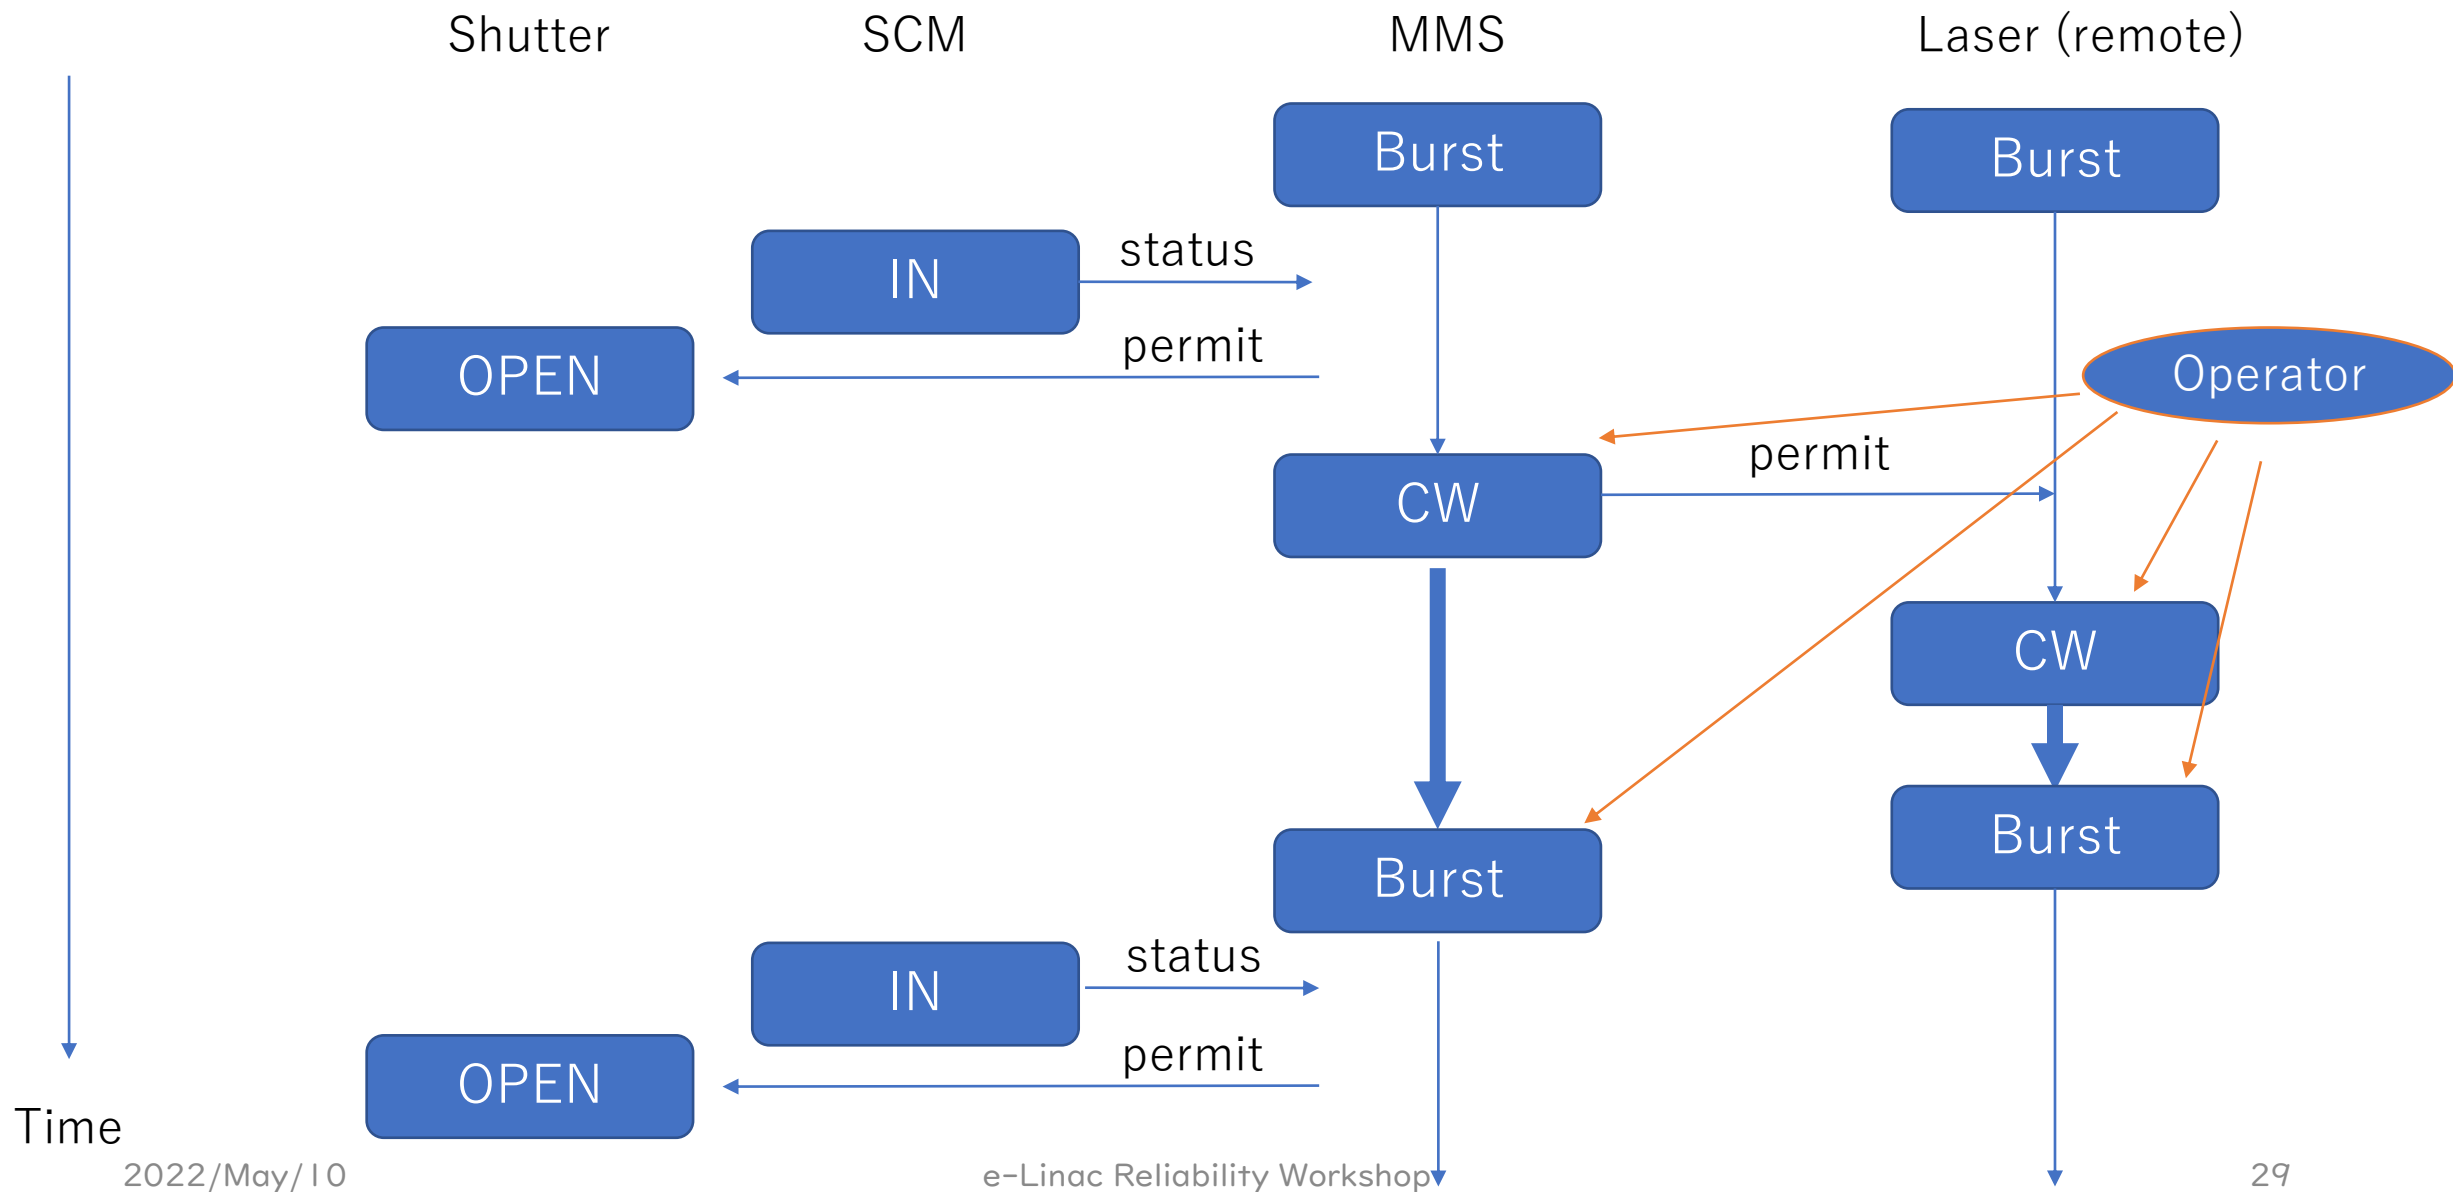 Shutter SCM MMS Laser (remote)
Burst Burst
status
IN
permit
OPEN Operator
permit
CW
CW
Burst
Burst
status
IN
permit
OPEN
Time
2022/May/10 e-Linac Reliability Workshop 29